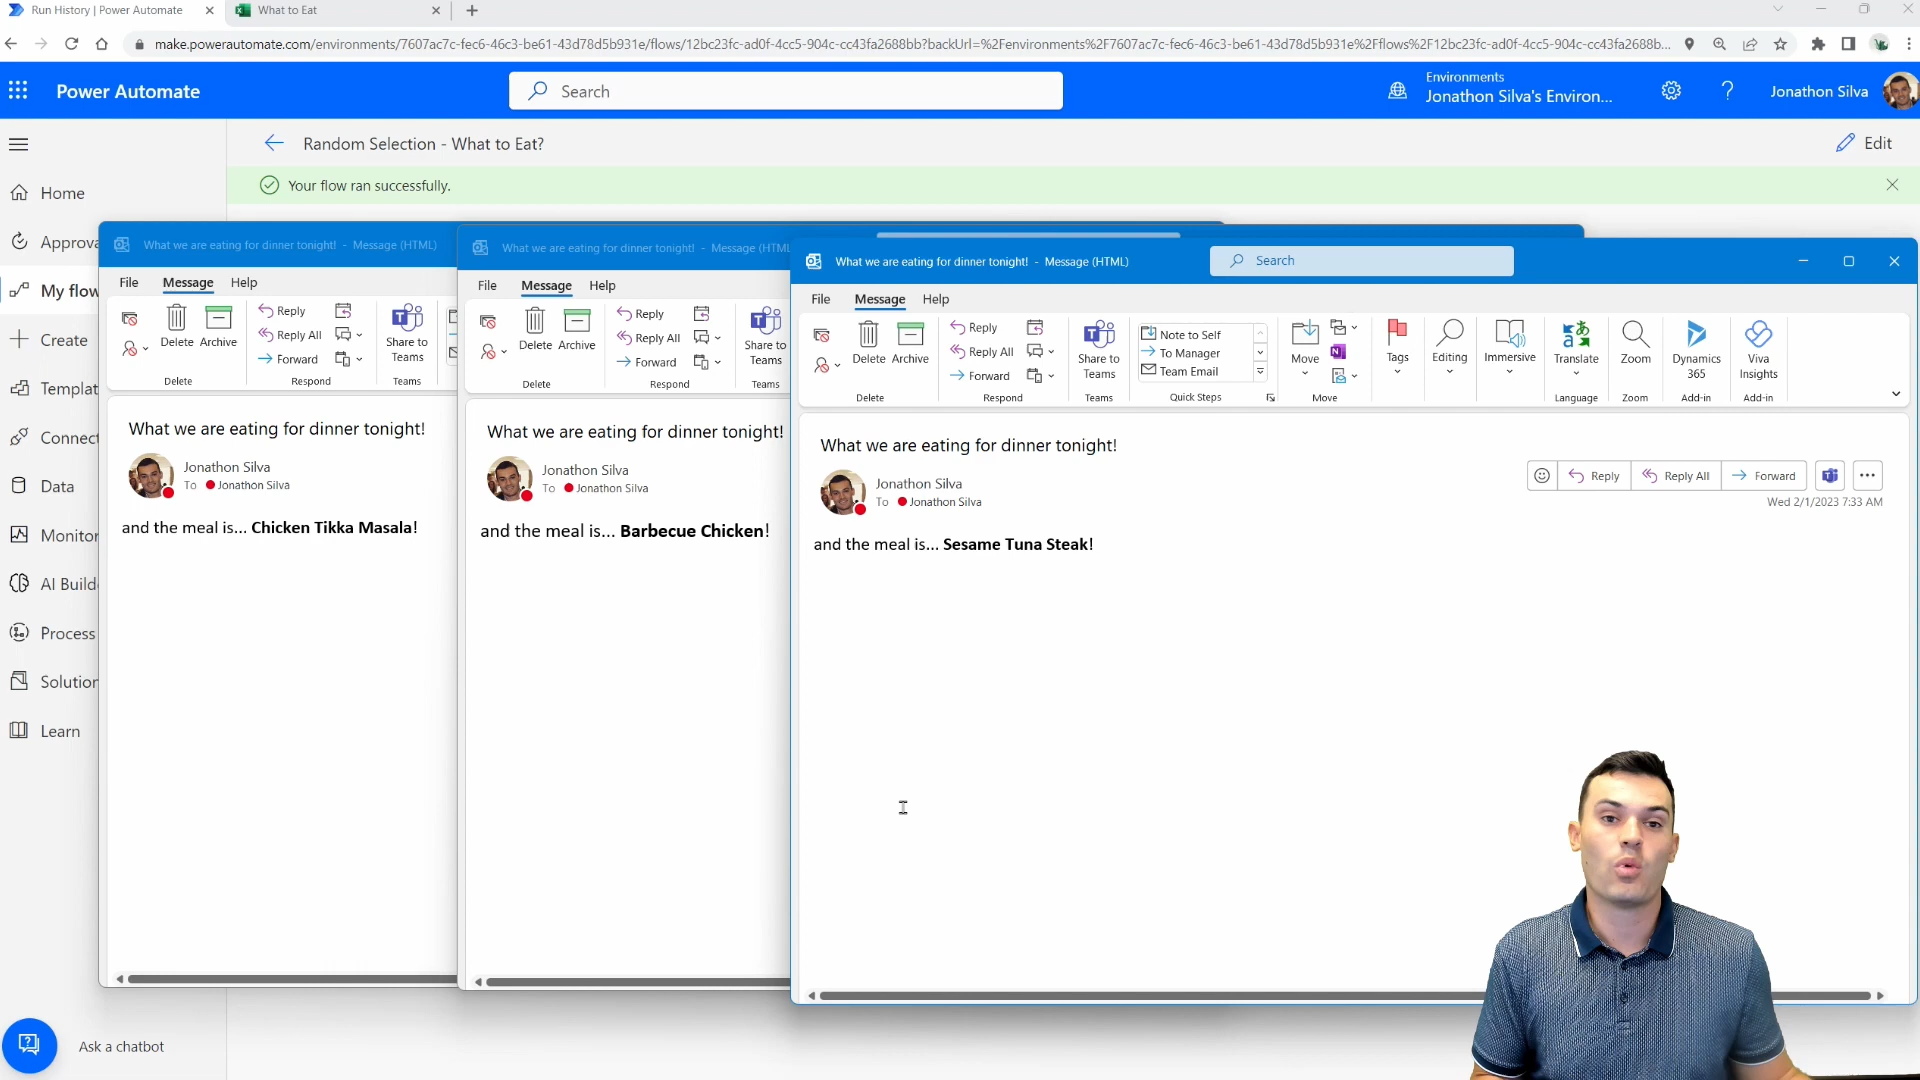 Run History | Power Automate
What to Eat
make.powerautomate.com/environments/7607ac7c-fec6-46c3-be61-43d78d5b931e/flows/12bc23fc-ad0f-4cc5-904c-cc43fa2688bb?backUrl=%2Fenvironments%2F7607ac7c-fec6-46c3-be61-43d78d5b931e%2Fflows%2F12bc23fc-ad0f-4cc5-904c-cc43fa2688b...
Power Automate
Search
Environments
Jonathon Silva's Environ...
Jonathon Silva
Random Selection - What to Eat?
Edit
Your flow ran successfully.
Home
Approva
My flow
Create
Templat
Connect
Data
Monitor
AI Builde
Process
Solution
Learn
Ask a chatbot
What we are eating for dinner tonight! - Message (HTML)
File Message Help
Delete Archive
Reply
Reply All
Forward
Share to
Teams
Delete Respond Teams
What we are eating for dinner tonight!
Jonathon Silva
To Jonathon Silva
and the meal is... Chicken Tikka Masala!
What we are eating for dinner tonight! - Message (HTML
File Message Help
Delete Archive
Reply
Reply All
Forward
Share to
Teams
Delete Respond Teams
What we are eating for dinner tonight!
Jonathon Silva
To Jonathon Silva
and the meal is... Barbecue Chicken!
What we are eating for dinner tonight! - Message (HTML)
Search
File Message Help
Delete Archive
Reply
Reply All
Forward
Share to
Teams
Note to Self
To Manager
Team Email
Move
Tags
Editing
Immersive
Translate
Zoom
Dynamics
365
Viva
Insights
Delete Respond Teams Quick Steps Move Language Zoom Add-in Add-in
What we are eating for dinner tonight!
Jonathon Silva
To Jonathon Silva
Reply Reply All Forward
Wed 2/1/2023 7:33 AM
and the meal is... Sesame Tuna Steak!